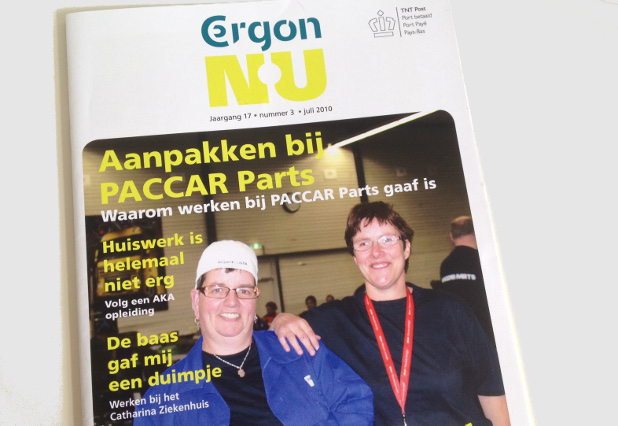 Ergon
NU
TNT Post
Port betaald
Port Payé
Pays-Bas
Jaargang 17 • nummer 3 • juli 2010
Aanpakken bij
PACCAR Parts
Waarom werken bij PACCAR Parts gaaf is
Huiswerk is
helemaal
niet erg
Volg een AKA
opleiding
De baas
gaf mij
een duimpje
Werken bij het
Catharina Ziekenhuis